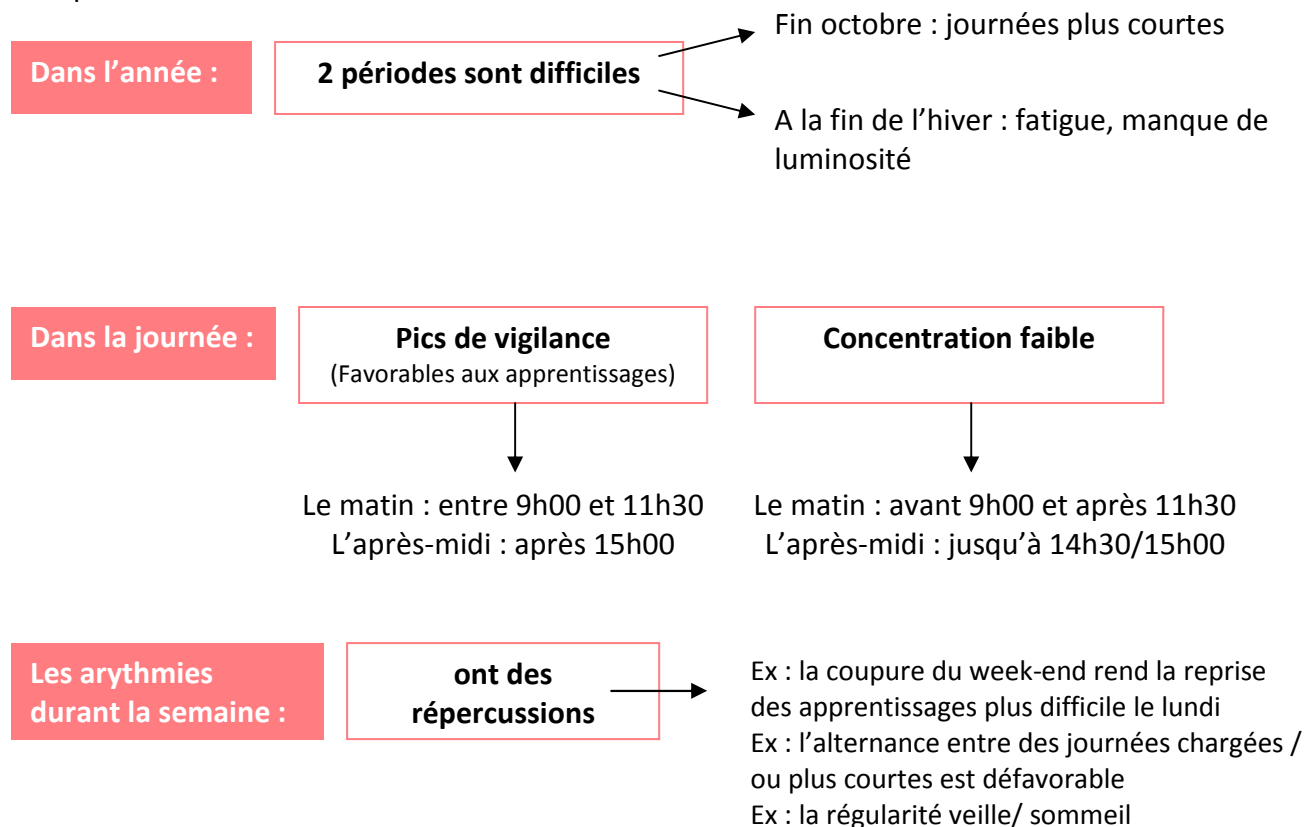 Fin octobre : journées plus courtes
Dans l’année :
2 périodes sont difficiles
A la fin de l’hiver : fatigue, manque de
luminosité
Dans la journée :
Pics de vigilance
(Favorables aux apprentissages)
Concentration faible
Le matin : entre 9h00 et 11h30
L’après-midi : après 15h00
Le matin : avant 9h00 et après 11h30
L’après-midi : jusqu’à 14h30/15h00
Les arythmies
durant la semaine :
ont des
répercussions
Ex : la coupure du week-end rend la reprise
des apprentissages plus difficile le lundi
Ex : l’alternance entre des journées chargées /
ou plus courtes est défavorable
Ex : la régularité veille/ sommeil